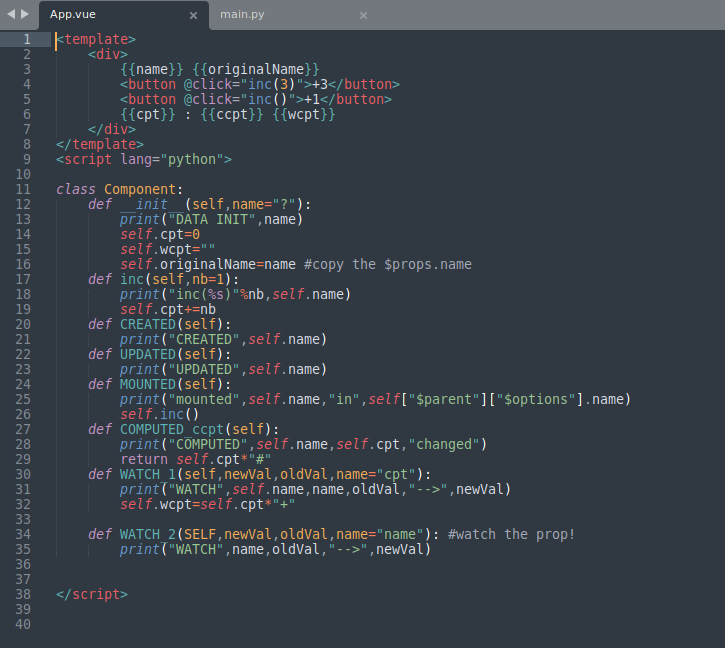 App.vue × main.py ×
1 <template>
2     <div>
3         {{name}} {{originalName}}
4         <button @click="inc(3)">+3</button>
5         <button @click="inc()">+1</button>
6         {{cpt}} : {{ccpt}} {{wcpt}}
7     </div>
8 </template>
9 <script lang="python">
10
11 class Component:
12     def __init__(self,name="?"):
13         print("DATA INIT",name)
14         self.cpt=0
15         self.wcpt=""
16         self.originalName=name #copy the $props.name
17     def inc(self,nb=1):
18         print("inc(%s)"%nb,self.name)
19         self.cpt+=nb
20     def CREATED(self):
21         print("CREATED",self.name)
22     def UPDATED(self):
23         print("UPDATED",self.name)
24     def MOUNTED(self):
25         print("mounted",self.name,"in",self["$parent"]["$options"].name)
26         self.inc()
27     def COMPUTED_ccpt(self):
28         print("COMPUTED",self.name,self.cpt,"changed")
29         return self.cpt*"#"
30     def WATCH_1(self,newVal,oldVal,name="cpt"):
31         print("WATCH",self.name,name,oldVal,"-->",newVal)
32         self.wcpt=self.cpt*"+"
33
34     def WATCH_2(SELF,newVal,oldVal,name="name"): #watch the prop!
35         print("WATCH",name,oldVal,"-->",newVal)
36
37
38 </script>
39
40